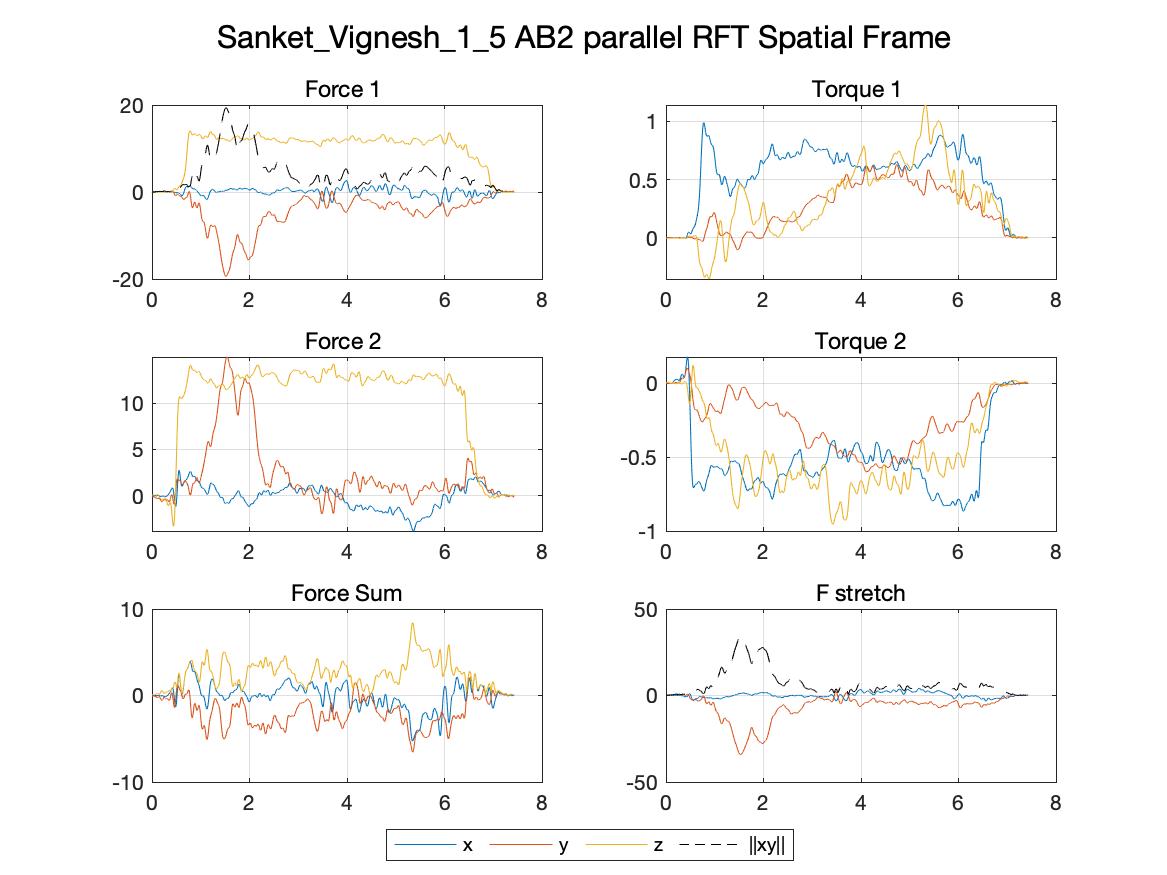 Sanket_Vignesh_1_5 AB2 parallel RFT Spatial Frame
Force 1
20
0
-20
0 2 4 6 8
Torque 1
1
0.5
0
0 2 4 6 8
Force 2
10
5
0
0 2 4 6 8
Torque 2
0
-0.5
-1
0 2 4 6 8
Force Sum
10
0
-10
0 2 4 6 8
F stretch
50
0
-50
0 2 4 6 8
x y z ||xy||